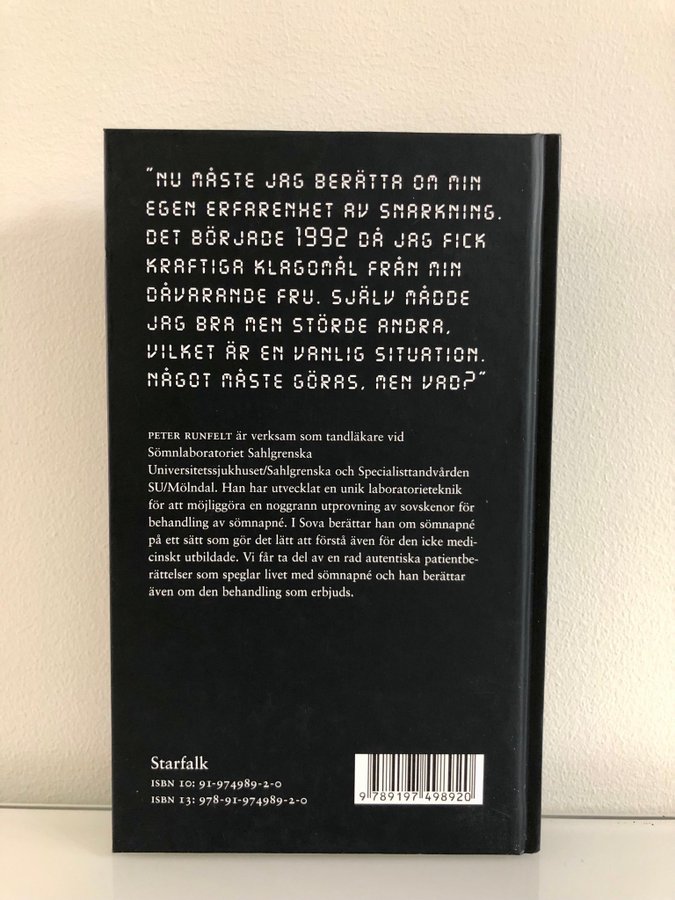 "NU MÅSTE JAG BERÄTTA OM MIN
EGEN ERFARENHET AV SNARKNING.
DET BÖRJADE 1992 DÅ JAG FICK
KRAFTIGA KLAGOMÅL FRÅN MIN
DÅVARANDE FRU. SJÄLV MÅDDE
JAG BRA MEN STÖRDE ANDRA,
VILKET ÄR EN VANLIG SITUATION.
NÅGOT MÅSTE GÖRAS, MEN VAD?"
PETER RUNFELT är verksam som tandläkare vid
Sömnlaboratoriet Sahlgrenska
Universitetssjukhuset/Sahlgrenska och Specialisttandvården
SU/Mölndal. Han har utvecklat en unik laboratorieteknik
för att möjliggöra en noggrann utprovning av sovskenor för
behandling av sömnapné. I Sova berättar han om sömnapné
på ett sätt som gör det lätt att förstå även för den icke medi-
cinskt utbildade. Vi får ta del av en rad autentiska patientbe-
rättelser som speglar livet med sömnapné och han berättar
även om den behandling som erbjuds.
Starfalk
ISBN 10: 91-974989-2-0
ISBN 13: 978-91-974989-2-0
9 789197 498920